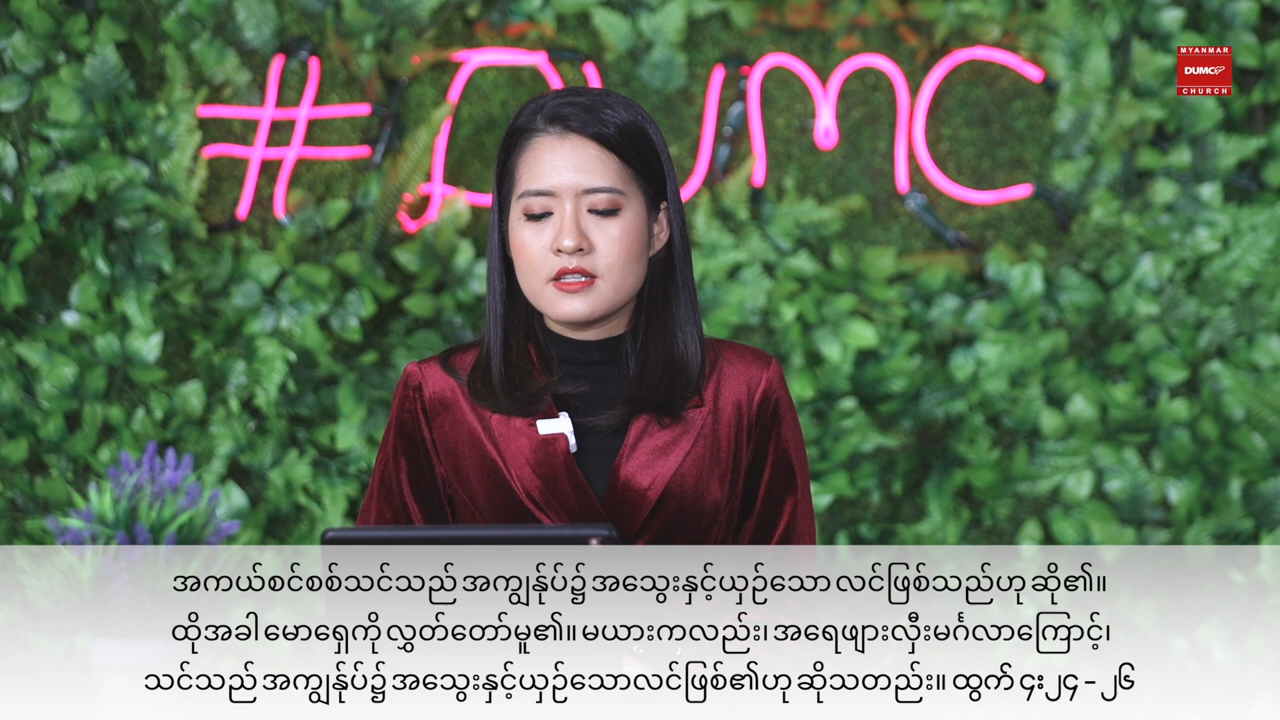 #DUMC
MYANMAR
DUMC
CHURCH
အကယ်စင်စစ်သင်သည် အကျွန်ုပ်၌ အသွေးနှင့်ယှဉ်သော လင်ဖြစ်သည်ဟု ဆို၏။
ထိုအခါ မောရှေကို လွှတ်တော်မူ၏။ မယားကလည်း၊ အရေဖျားလှီးမင်္ဂလာကြောင့်၊
သင်သည် အကျွန်ုပ်၌ အသွေးနှင့်ယှဉ်သောလင်ဖြစ်၏ဟု ဆိုသတည်း။ ထွက် ၄း၂၄ – ၂၆